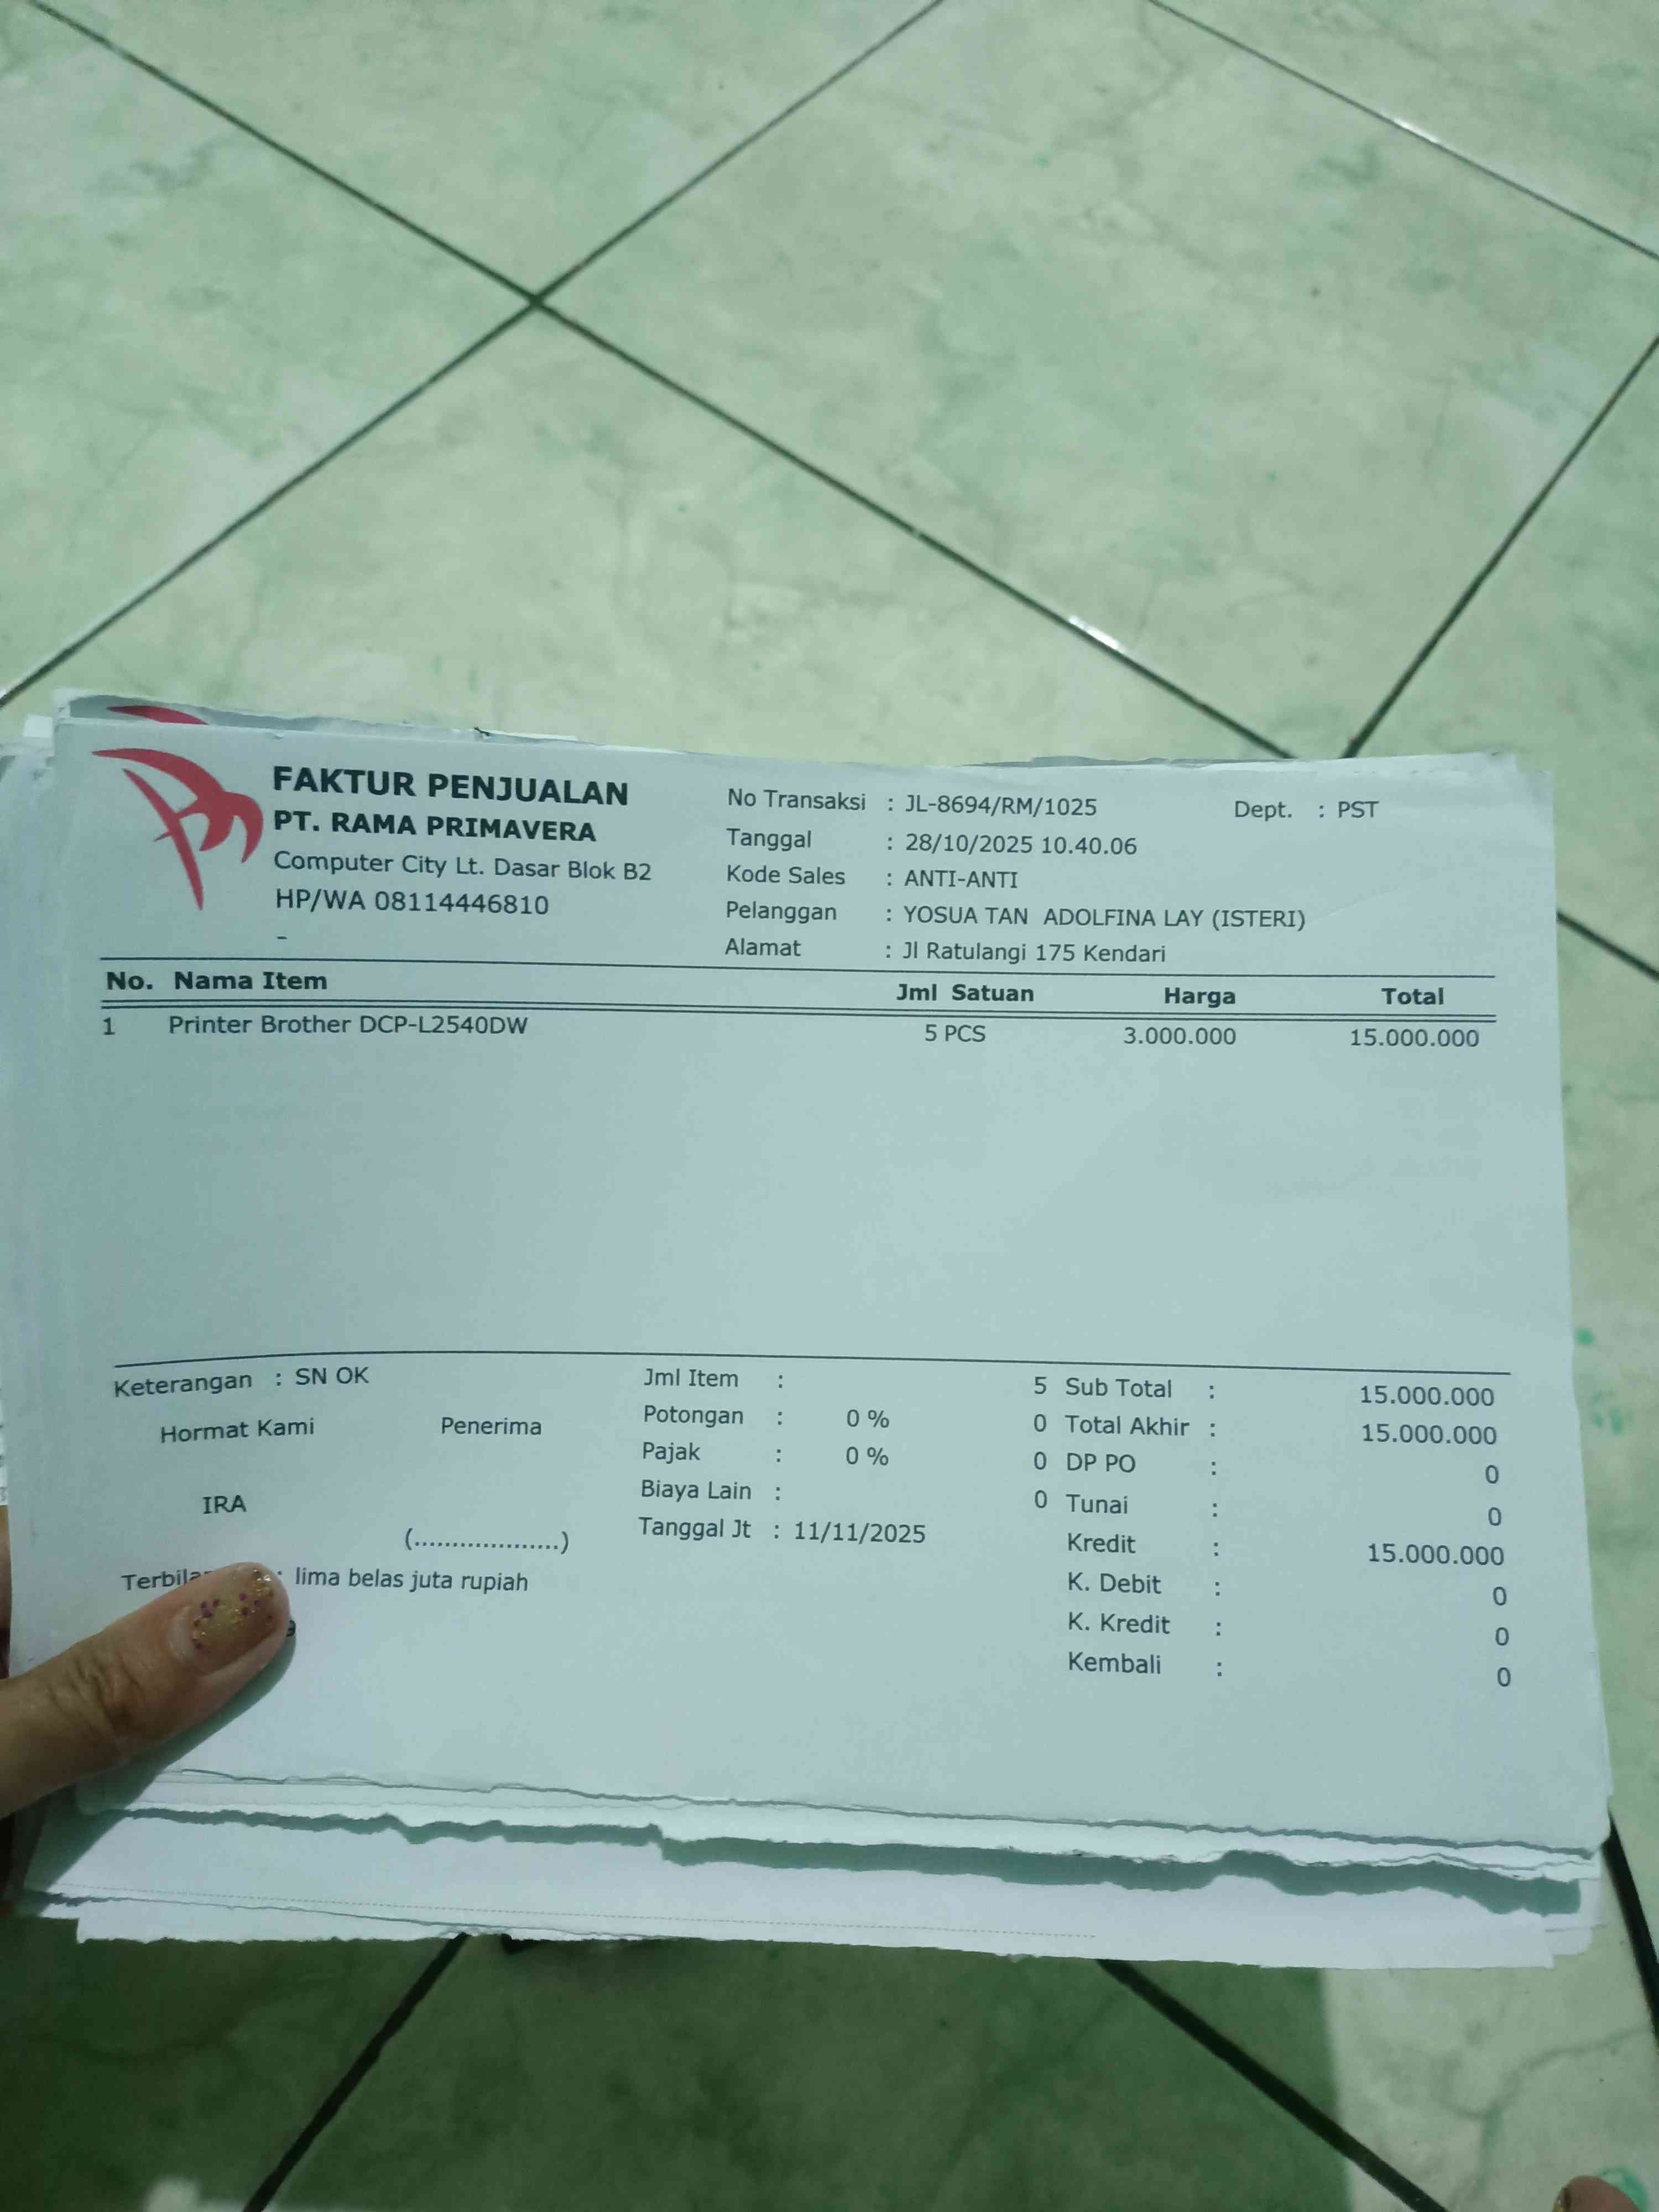 FAKTUR PENJUALAN
PT. RAMA PRIMAVERA
Computer City Lt. Dasar Blok B2
HP/WA 08114446810
-
No Transaksi : JL-8694/RM/1025 Dept. : PST
Tanggal : 28/10/2025 10.40.06
Kode Sales : ANTI-ANTI
Pelanggan : YOSUA TAN ADOLFINA LAY (ISTERI)
Alamat : Jl Ratulangi 175 Kendari
No. Nama Item Jml Satuan Harga Total
1 Printer Brother DCP-L2540DW 5 PCS 3.000.000 15.000.000
Keterangan : SN OK
Hormat Kami Penerima
IRA
(...................)
: lima belas juta rupiah
Jml Item : 5
Potongan : 0 % 0
Pajak : 0 % 0
Biaya Lain : 0
Tanggal Jt : 11/11/2025
Sub Total : 15.000.000
Total Akhir : 15.000.000
DP PO : 0
Tunai : 0
Kredit : 15.000.000
K. Debit : 0
K. Kredit : 0
Kembali : 0